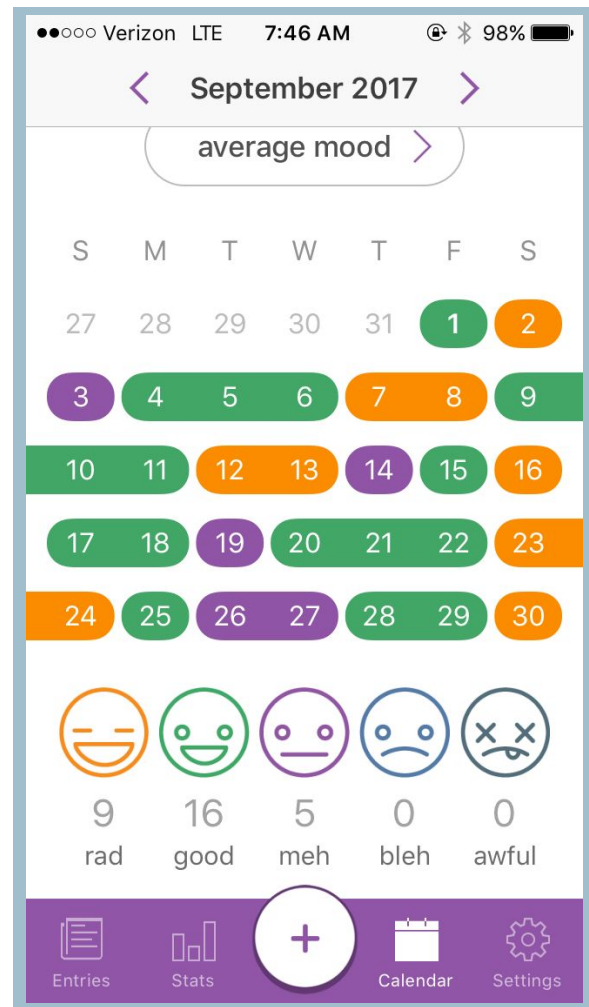 Verizon LTE 7:46 AM 98%
September 2017
average mood
S M T W T F S
27 28 29 30 31 1 2
3 4 5 6 7 8 9
10 11 12 13 14 15 16
17 18 19 20 21 22 23
24 25 26 27 28 29 30
9 16 5 0 0
rad good meh bleh awful
Entries Stats + Calendar Settings